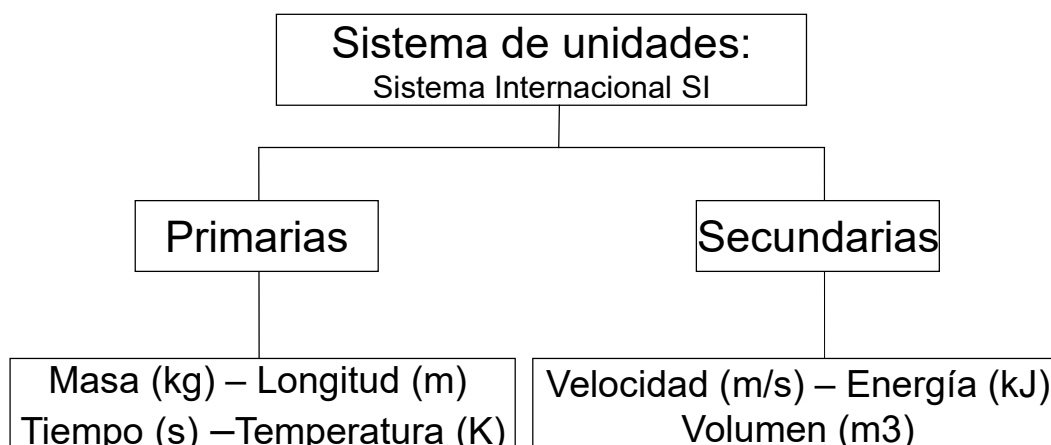 Sistema de unidades:
Sistema Internacional SI
Primarias
Secundarias
Masa (kg) – Longitud (m)
Tiempo (s) –Temperatura (K)
Velocidad (m/s) – Energía (kJ)
Volumen (m3)